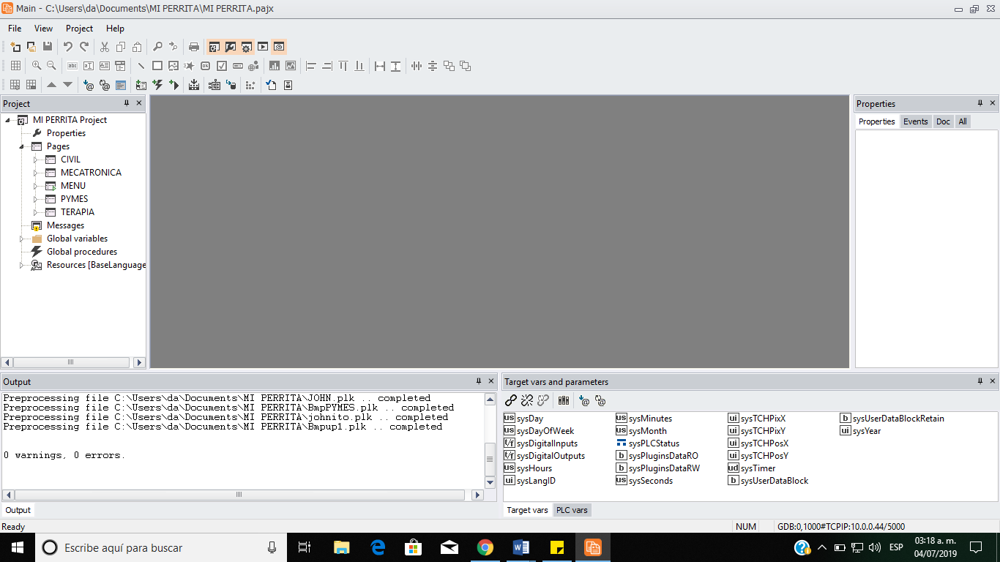 Main - C:\Users\da\Documents\MI PERRITA\MI PERRITA.pajx
File View Project Help
Project
MI PERRITA Project
Properties
Pages
CIVIL
MECATRONICA
MENU
PYMES
TERAPIA
Messages
Global variables
Global procedures
Resources [BaseLanguage
Properties
Properties Events Doc All
Output
Preprocessing file C:\Users\da\Documents\MI PERRITA\JOHN.plk .. completed
Preprocessing file C:\Users\da\Documents\MI PERRITA\BmpPYMES.plk .. completed
Preprocessing file C:\Users\da\Documents\MI PERRITA\johnito.plk .. completed
Preprocessing file C:\Users\da\Documents\MI PERRITA\Bmpup1.plk .. completed
0 warnings, 0 errors.
Output
Target vars and parameters
us sysDay
us sysDayOfWeek
t/f sysDigitalInputs
t/f sysDigitalOutputs
us sysHours
ui sysLangID
us sysMinutes
us sysMonth
sysPLCStatus
b sysPluginsDataRO
b sysPluginsDataRW
us sysSeconds
ui sysTCHPixX
ui sysTCHPixY
ui sysTCHPosX
ui sysTCHPosY
ud sysTimer
b sysUserDataBlock
b sysUserDataBlockRetain
ui sysYear
Target vars PLC vars
Ready
NUM
GDB:0,1000#TCPIP:10.0.0.44/5000
Escribe aquí para buscar
ESP
03:18 a. m.
04/07/2019